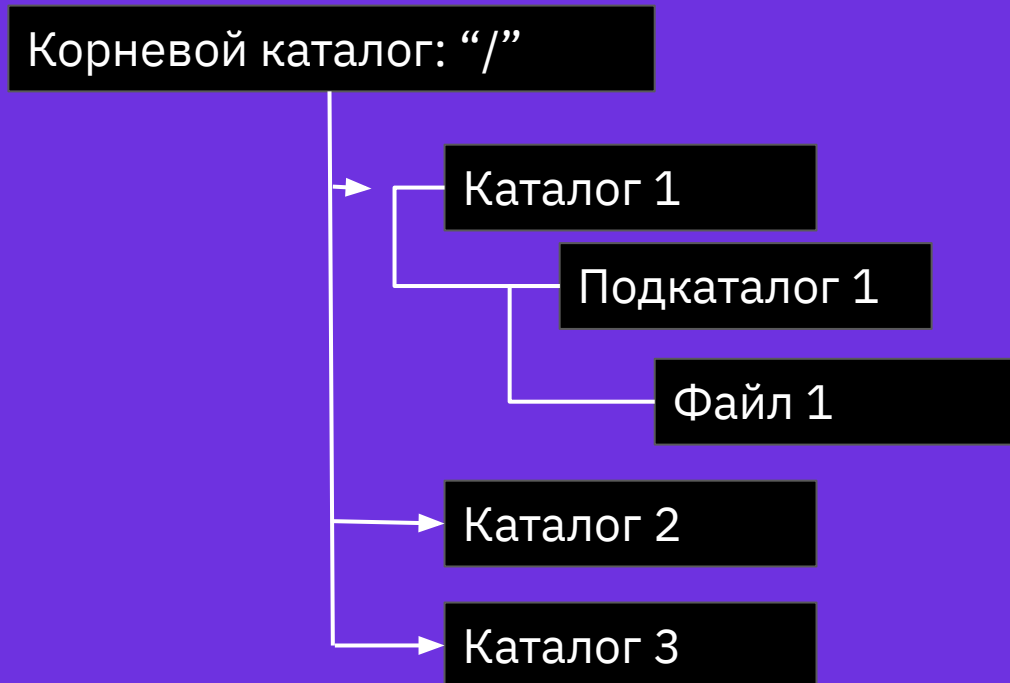 Корневой каталог: “/”
Каталог 1
Подкаталог 1
Файл 1
Каталог 2
Каталог 3